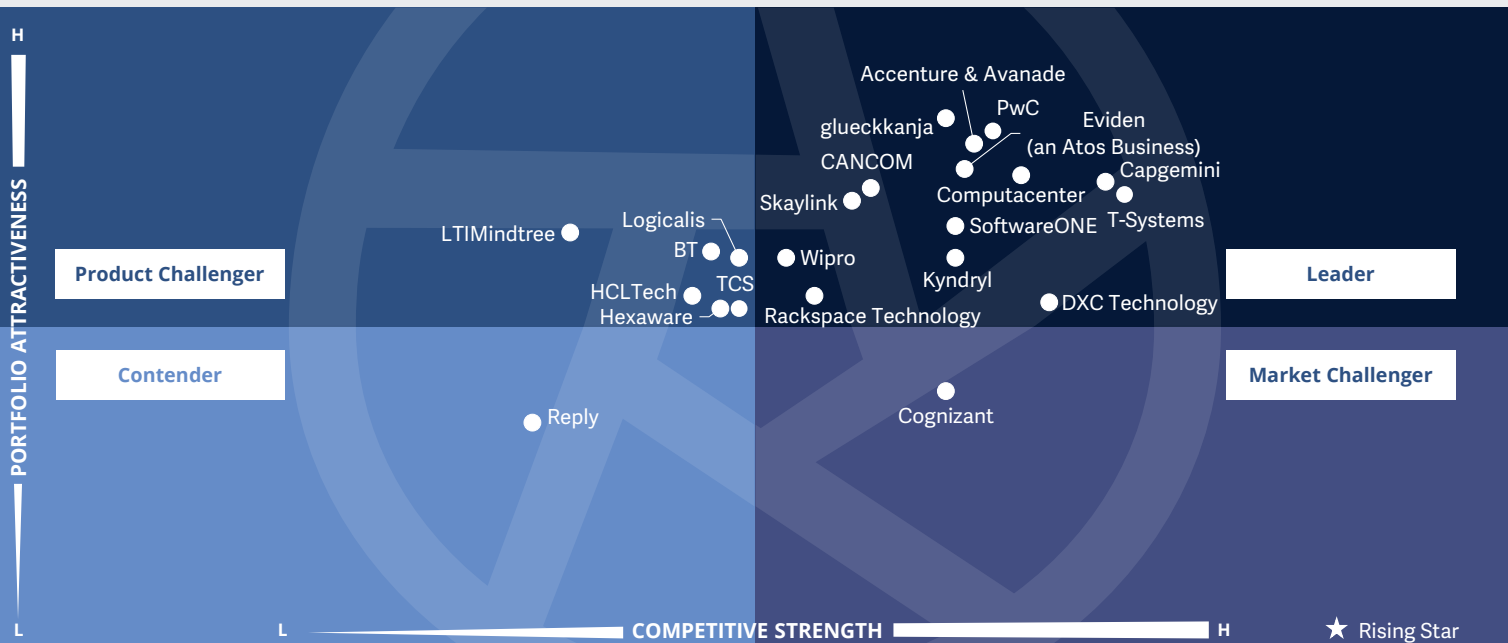 H
Accenture & Avanade
PwC
glueckkanja
Eviden
(an Atos Business)
CANCOM
Capgemini
Computacenter
Skaylink
T-Systems
SoftwareONE
Logicalis
LTIMindtree
BT
Wipro
Product Challenger
Leader
Kyndryl
TCS
HCLTech
DXC Technology
Hexaware
Rackspace Technology
PORTFOLIO ATTRACTIVENESS
Contender
Market Challenger
Reply
Cognizant
L
L
COMPETITIVE STRENGTH
H
Rising Star